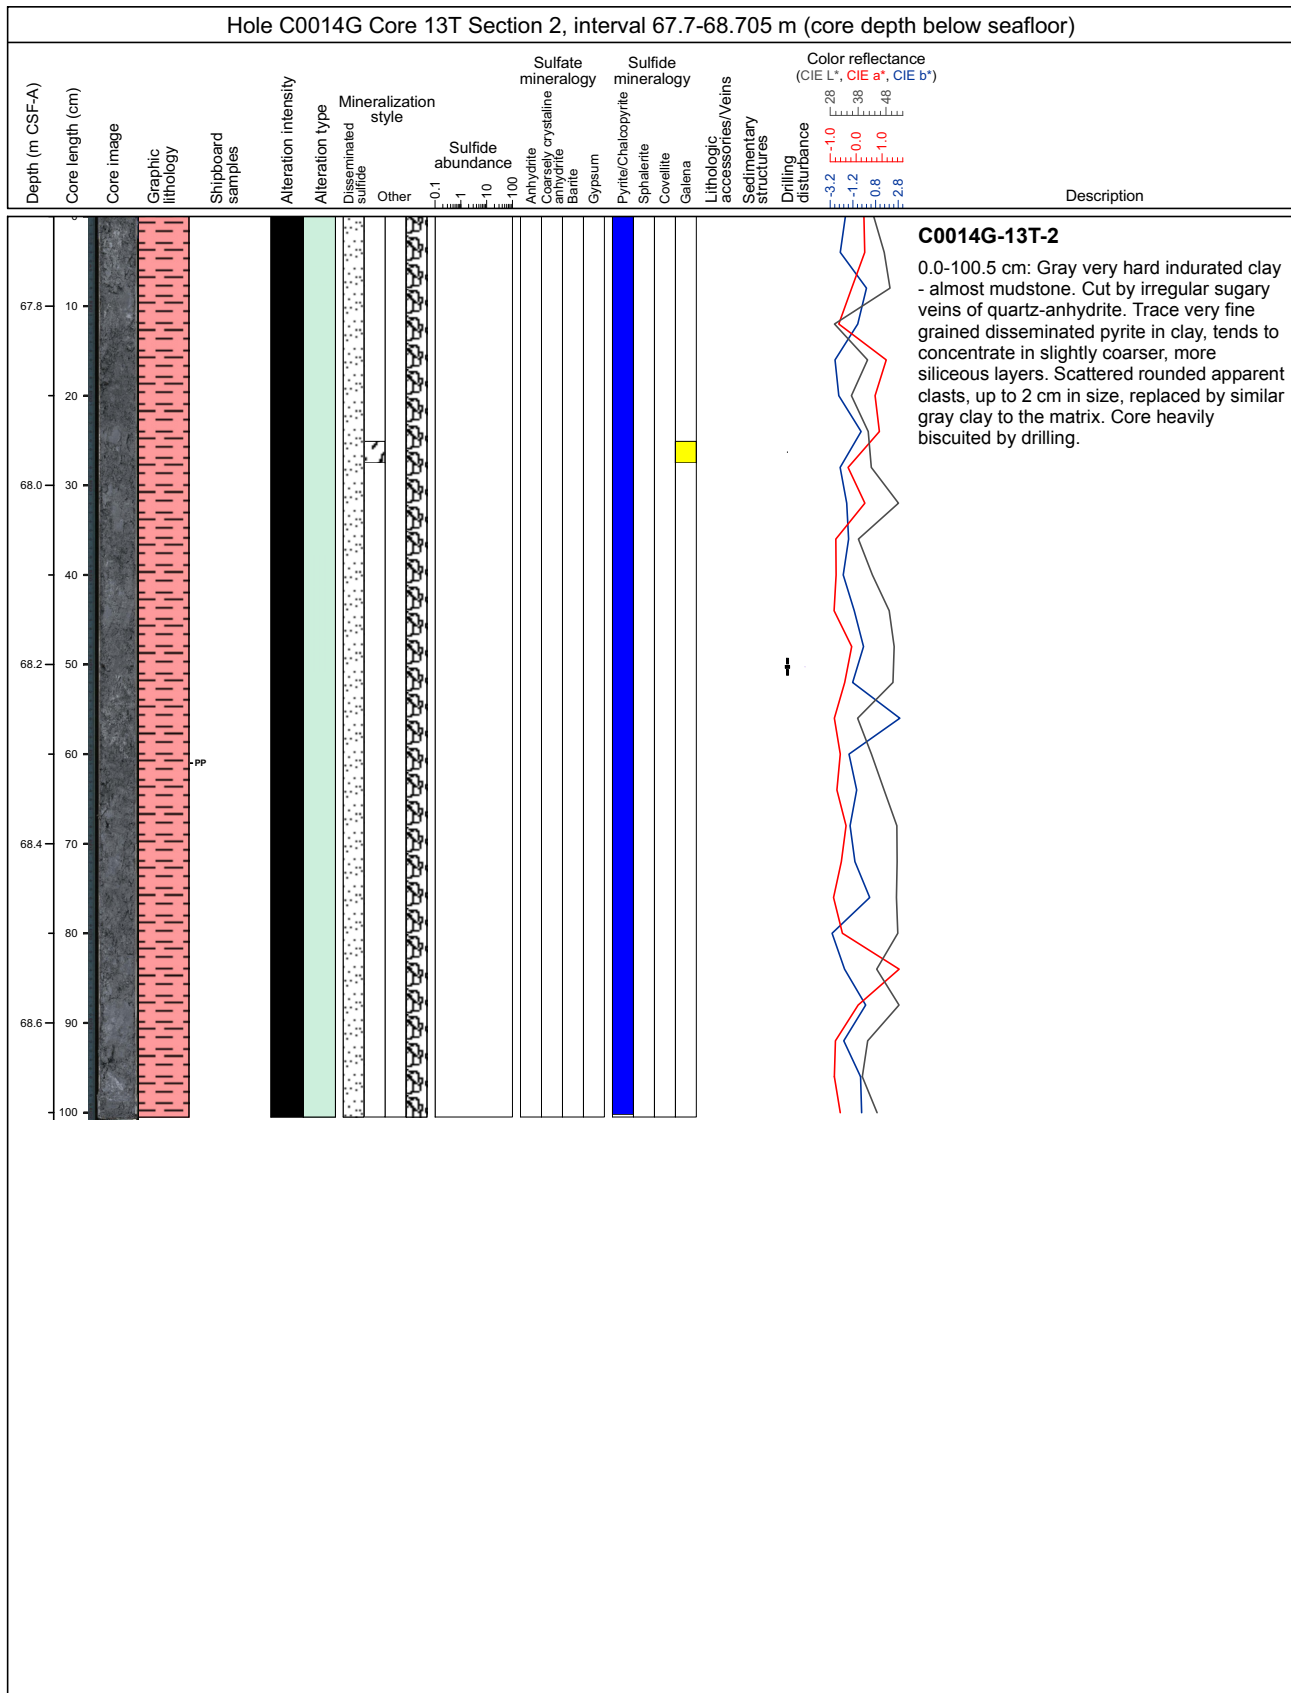 Hole C0014G Core 13T Section 2, interval 67.7-68.705 m (core depth below seafloor)
Depth (m CSF-A)
Core length (cm)
Core image
Graphic
lithology
Shipboard
samples
Alteration intensity
Alteration type
Mineralization
style
Disseminated
sulfide
Other
Sulfide
abundance
0.1
1
10
100
Sulfate
mineralogy
Anhydrite
Coarsely crystaline
anhydrite
Barite
Gypsum
Sulfide
mineralogy
Pyrite/Chalcopyrite
Sphalerite
Covellite
Galena
Lithologic
accessories/Veins
Sedimentary
structures
Drilling
disturbance
Color reflectance
(CIE L*, CIE a*, CIE b*)
28
38
48
-1.0
0.0
1.0
-3.2
-1.2
0.8
2.8
Description
C0014G-13T-2
0.0-100.5 cm: Gray very hard indurated clay
- almost mudstone. Cut by irregular sugary
veins of quartz-anhydrite. Trace very fine
grained disseminated pyrite in clay, tends to
concentrate in slightly coarser, more
siliceous layers. Scattered rounded apparent
clasts, up to 2 cm in size, replaced by similar
gray clay to the matrix. Core heavily
biscuited by drilling.
0
67.8
10
20
68.0
30
40
68.2
50
60
PP
68.4
70
80
68.6
90
100